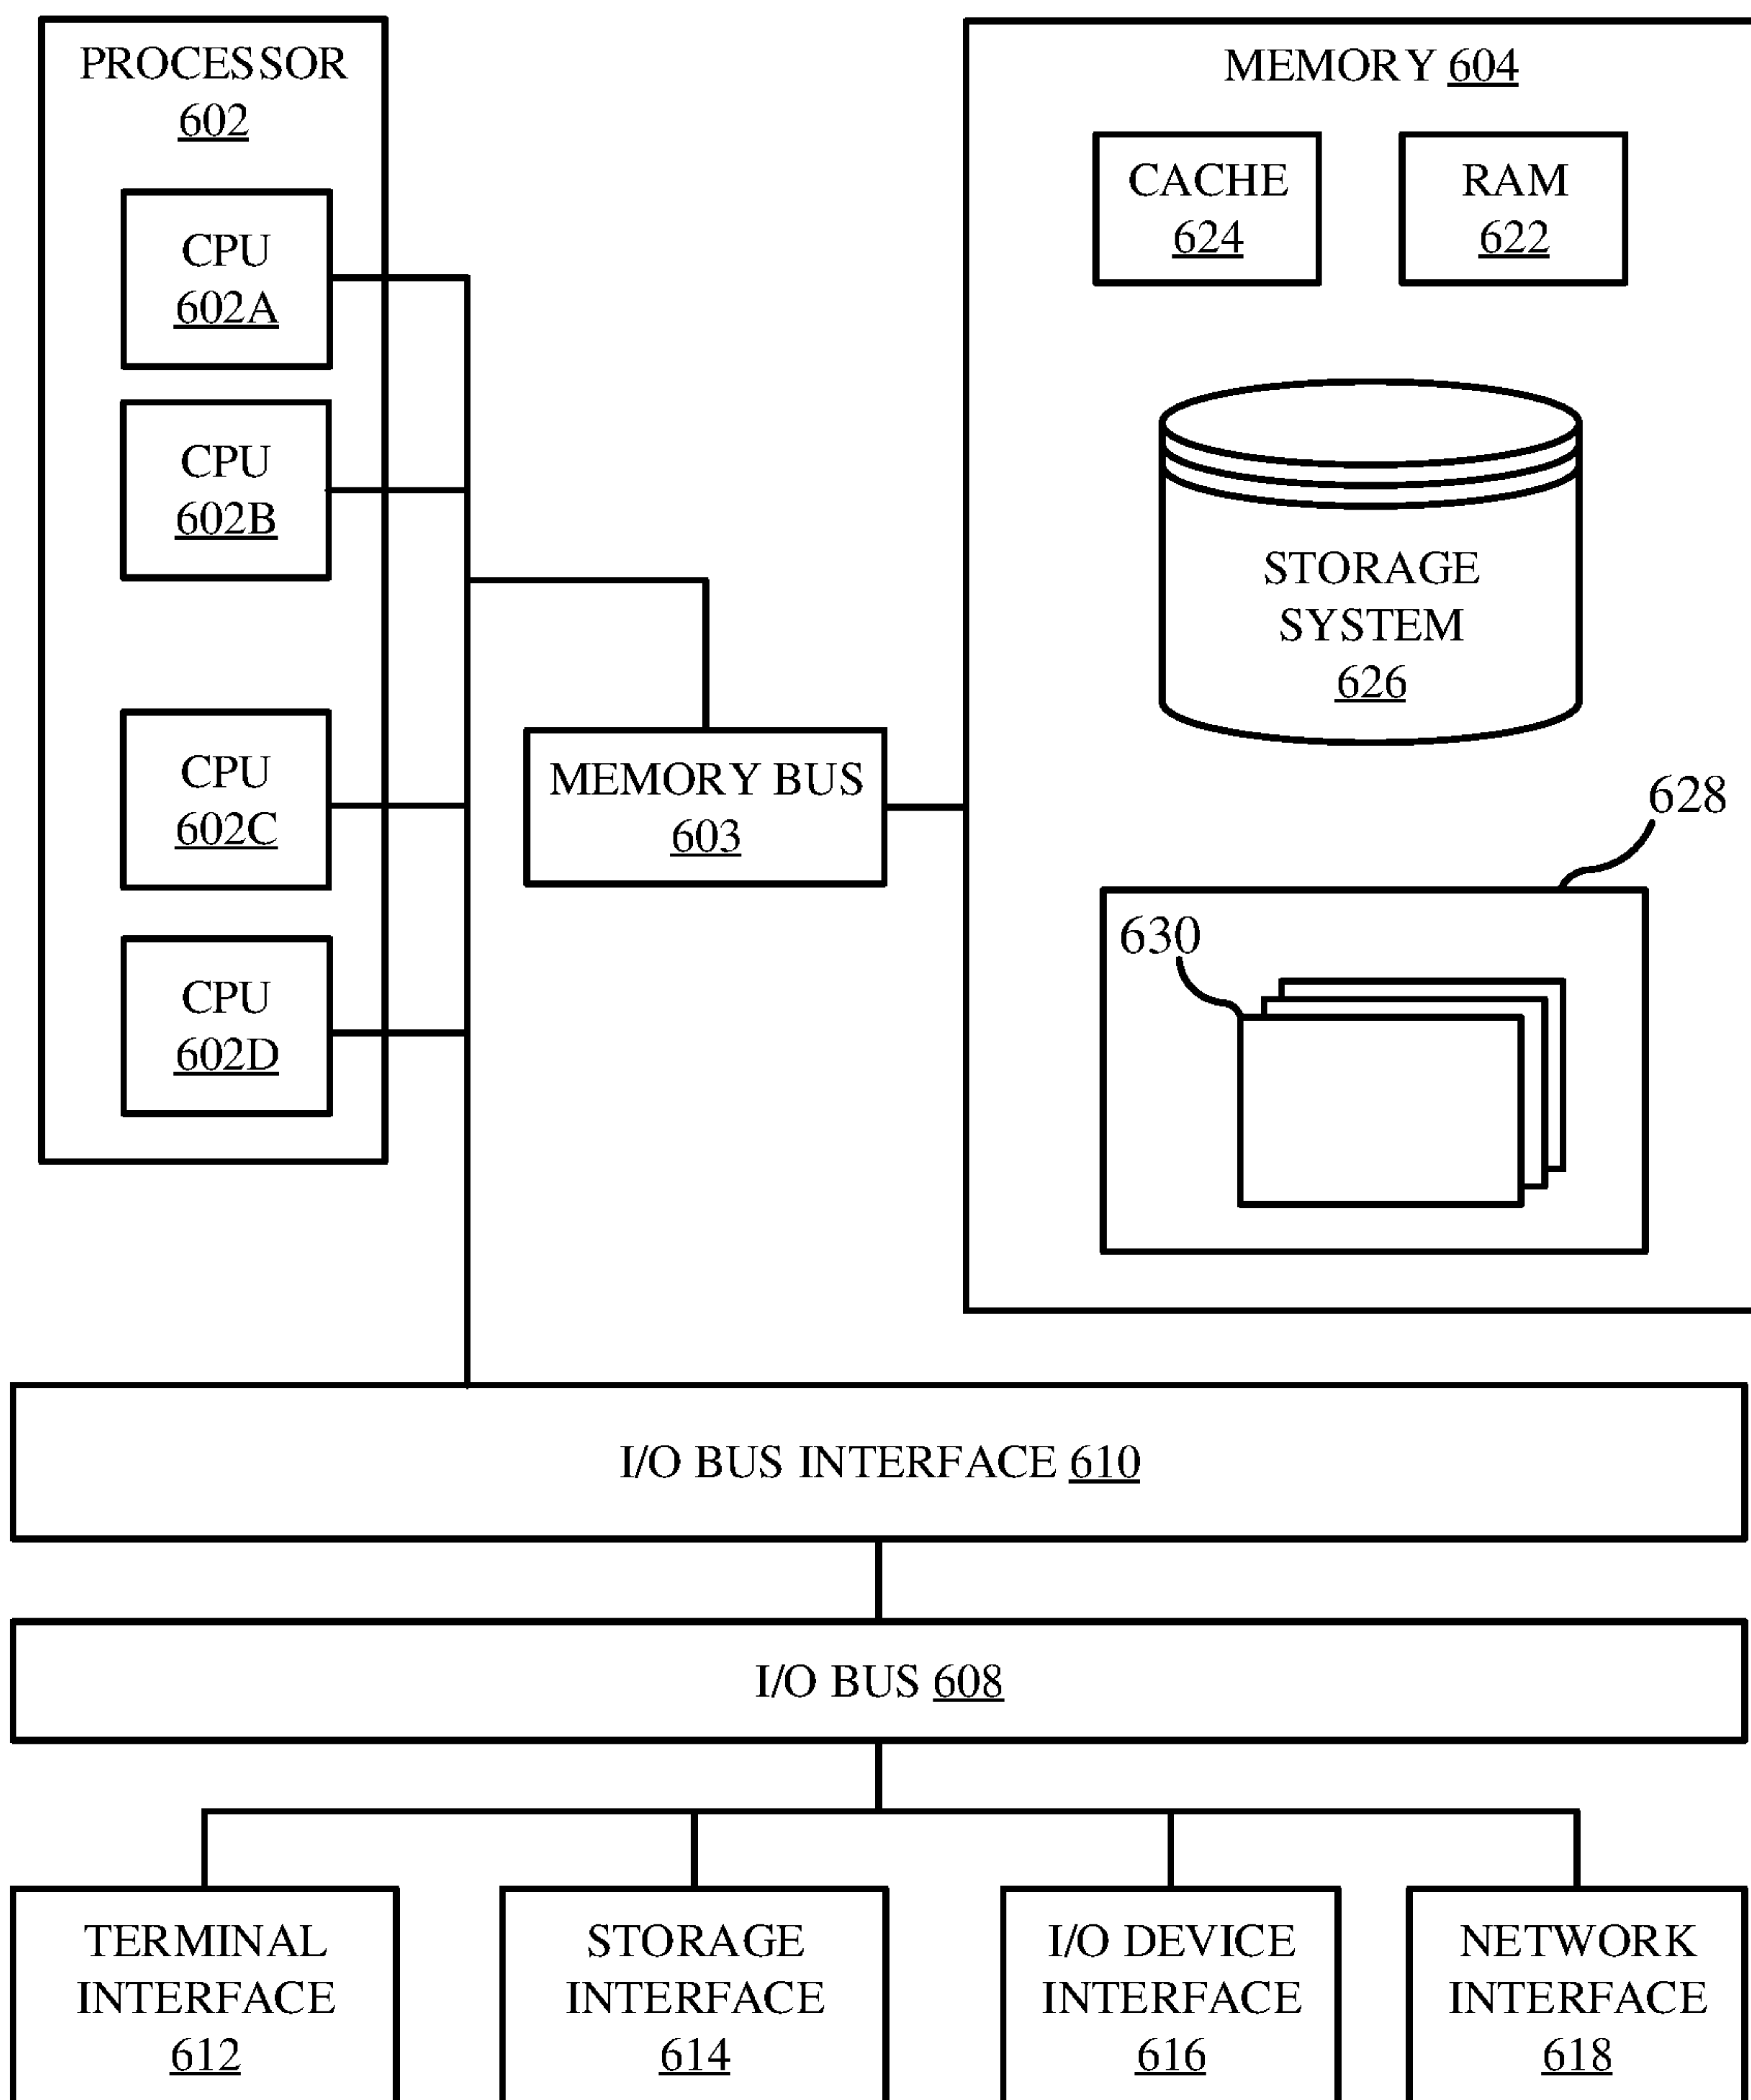 PROCESSOR
602
CPU
602A
CPU
602B
CPU
602C
CPU
602D
MEMORY BUS
603
MEMORY 604
CACHE
624
RAM
622
STORAGE
SYSTEM
626
628
630
I/O BUS INTERFACE 610
I/O BUS 608
TERMINAL
INTERFACE
612
STORAGE
INTERFACE
614
I/O DEVICE
INTERFACE
616
NETWORK
INTERFACE
618